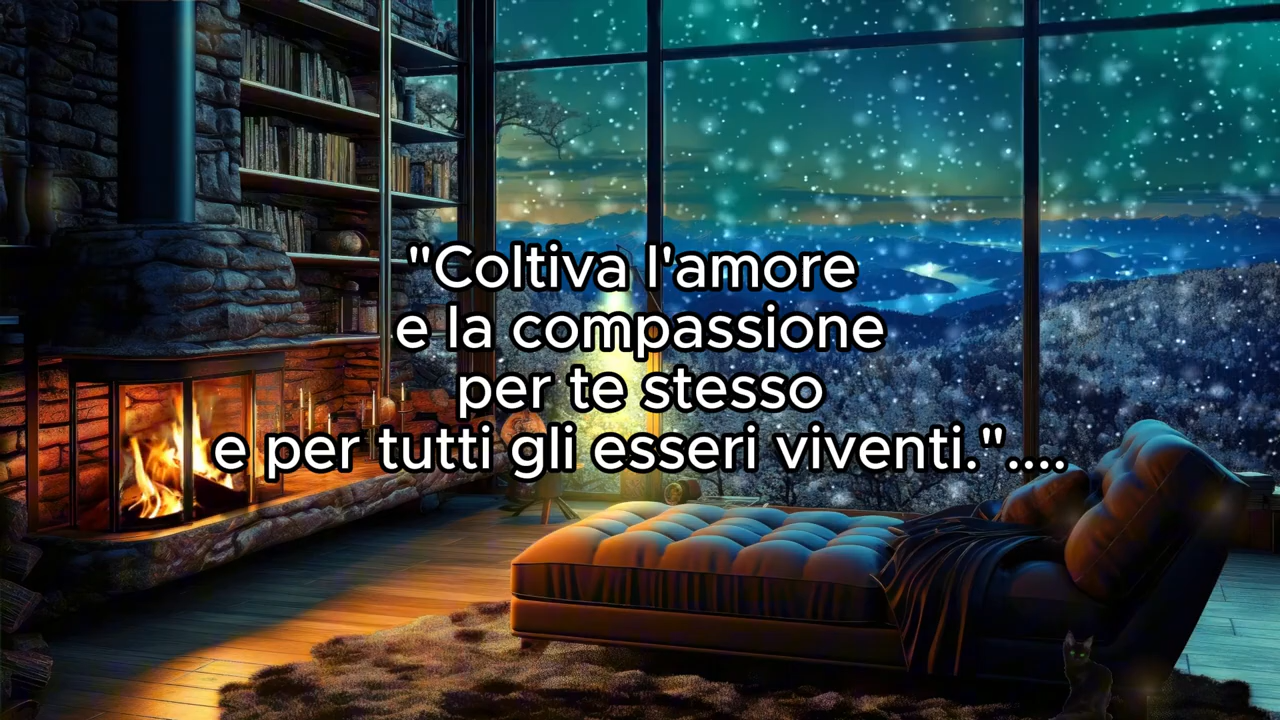 "Coltiva l'amore
e la compassione
per te stesso
e per tutti gli esseri viventi."....